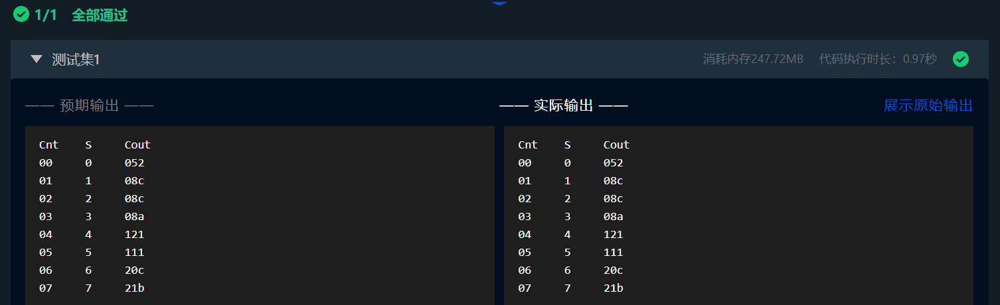 1/1 全部通过
测试集1 消耗内存247.72MB 代码执行时长：0.97秒
—— 预期输出 —— —— 实际输出 —— 展示原始输出
Cnt S Cout Cnt S Cout
00 0 052 00 0 052
01 1 08c 01 1 08c
02 2 08c 02 2 08c
03 3 08a 03 3 08a
04 4 121 04 4 121
05 5 111 05 5 111
06 6 20c 06 6 20c
07 7 21b 07 7 21b